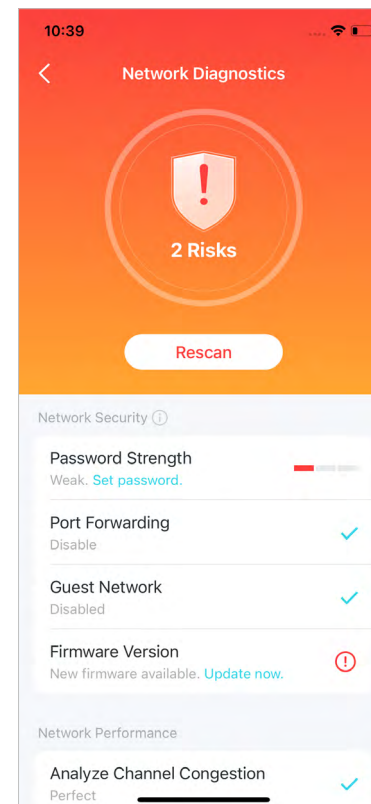 10:39
Network Diagnostics
2 Risks
Rescan
Network Security
Password Strength
Weak. Set password.
Port Forwarding
Disable
Guest Network
Disabled
Firmware Version
New firmware available. Update now.
Network Performance
Analyze Channel Congestion
Perfect